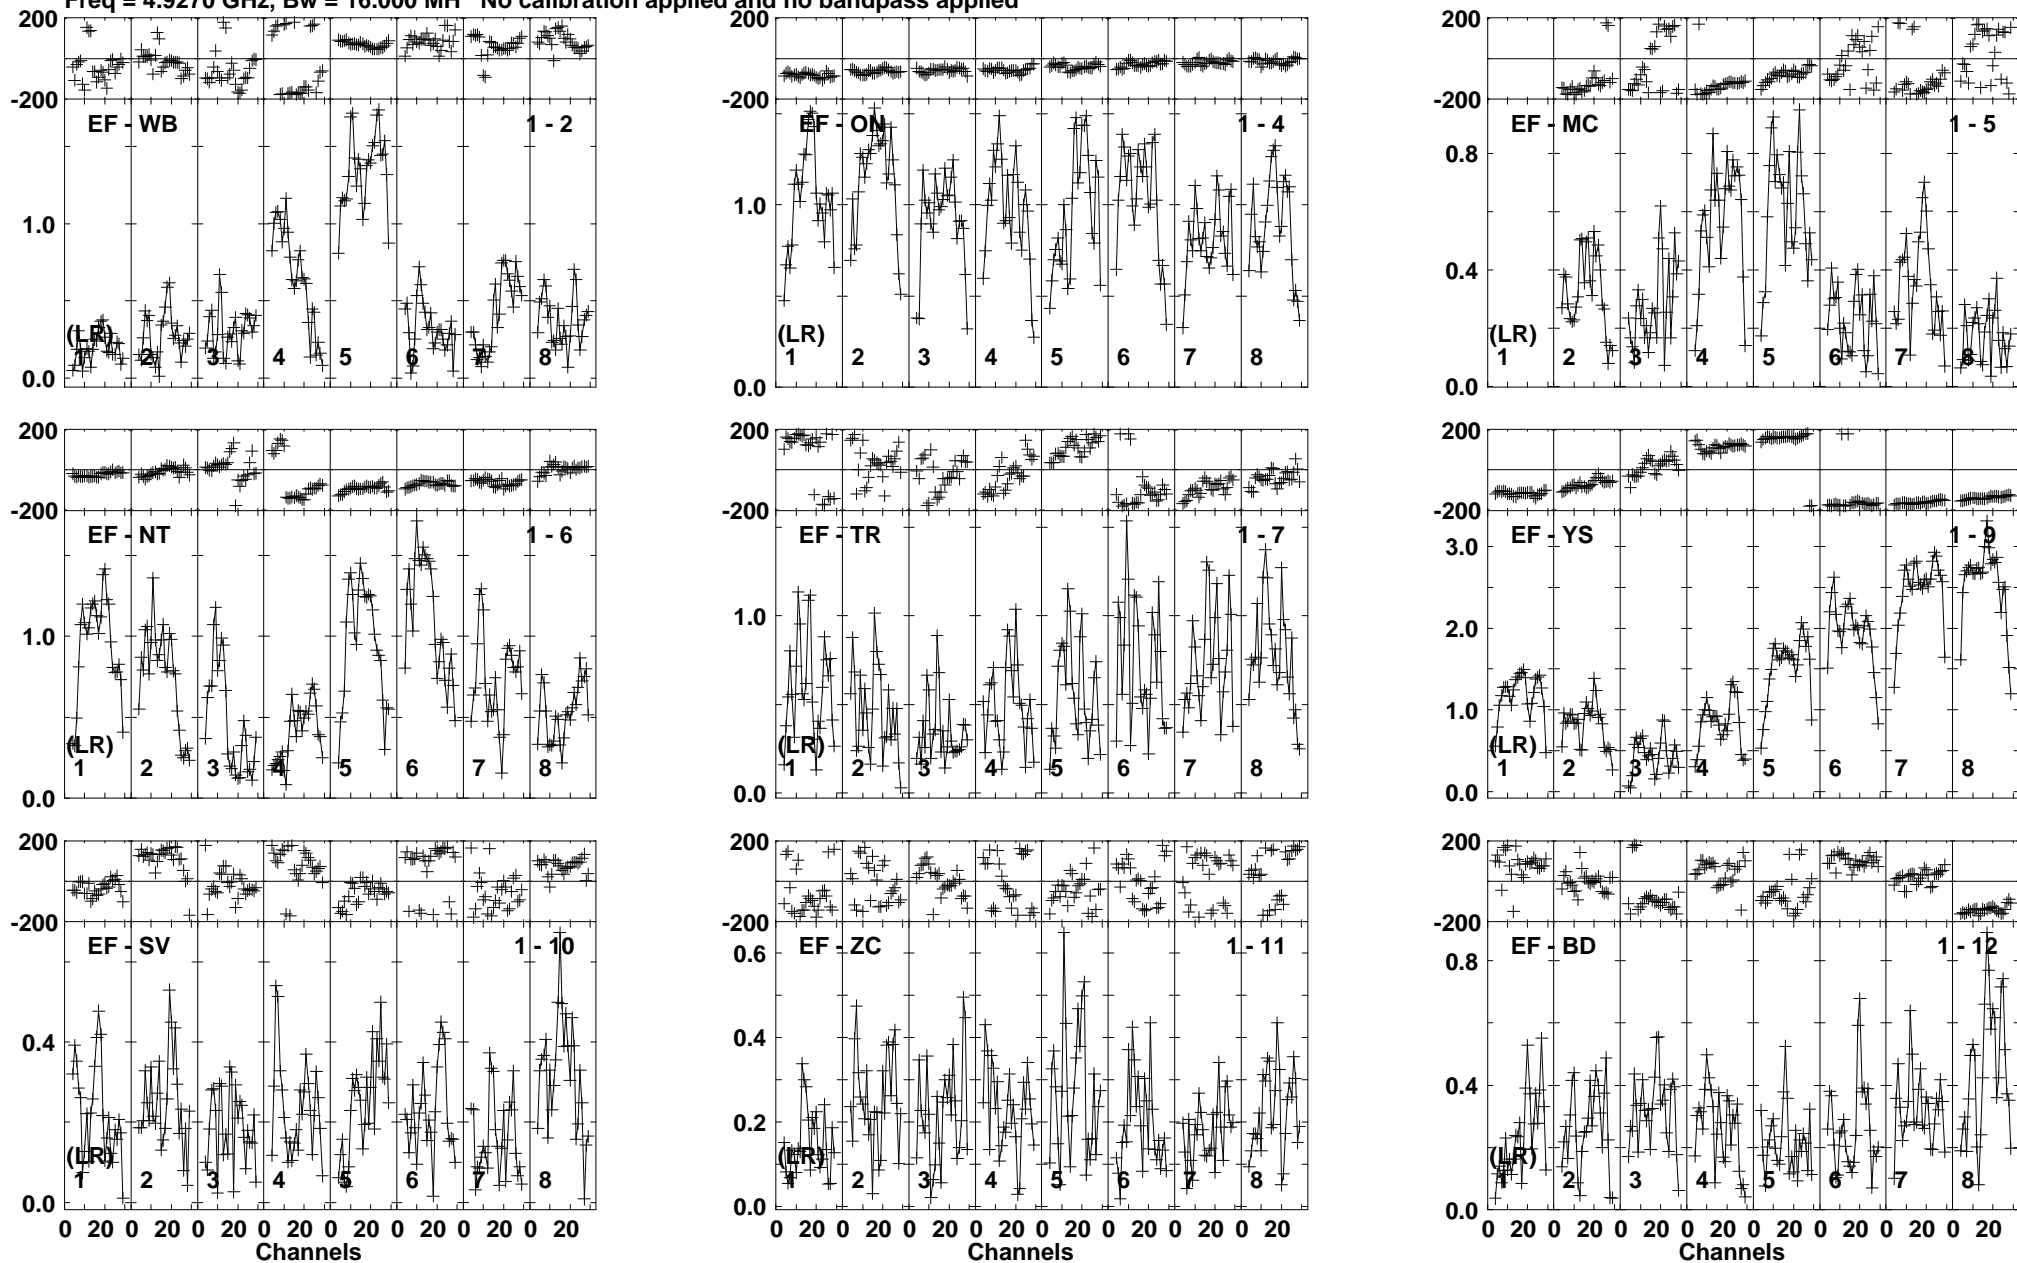 Freq = 4.9270 GHz, Bw = 16.000 MH No calibration applied and no bandpass applied
200 200 200
-200 -200 -200
EF - WB 1 - 2 EF - ON 1 - 4 EF - MC 1 - 5
0.8
1.0 1.0
0.4
(LR) (LR) (LR)
1 2 3 4 5 6 7 8 1 2 3 4 5 6 7 8 1 2 3 4 5 6 7 8
0.0 0.0 0.0
200 200 200
-200 -200 -200
EF - NT 1 - 6 EF - TR 1 - 7 EF - YS 1 - 9
3.0
1.0 1.0 2.0
1.0
(LR) (LR) (LR)
1 2 3 4 5 6 7 8 1 2 3 4 5 6 7 8 1 2 3 4 5 6 7 8
0.0 0.0 0.0
200 200 200
-200 -200 -200
EF - SV 1 - 10 EF - ZC 1 - 11 EF - BD 1 - 12
0.6 0.8
0.4 0.4 0.4
0.2
(LR) (LR) (LR)
1 2 3 4 5 6 7 8 1 2 3 4 5 6 7 8 1 2 3 4 5 6 7 8
0.0 0.0 0.0
0 20 0 20 0 20 0 20 0 20 0 20 0 20 0 20 0 20 0 20 0 20 0 20 0 20 0 20 0 20 0 20 0 20 0 20 0 20 0 20 0 20 0 20 0 20 0 20
Channels Channels Channels